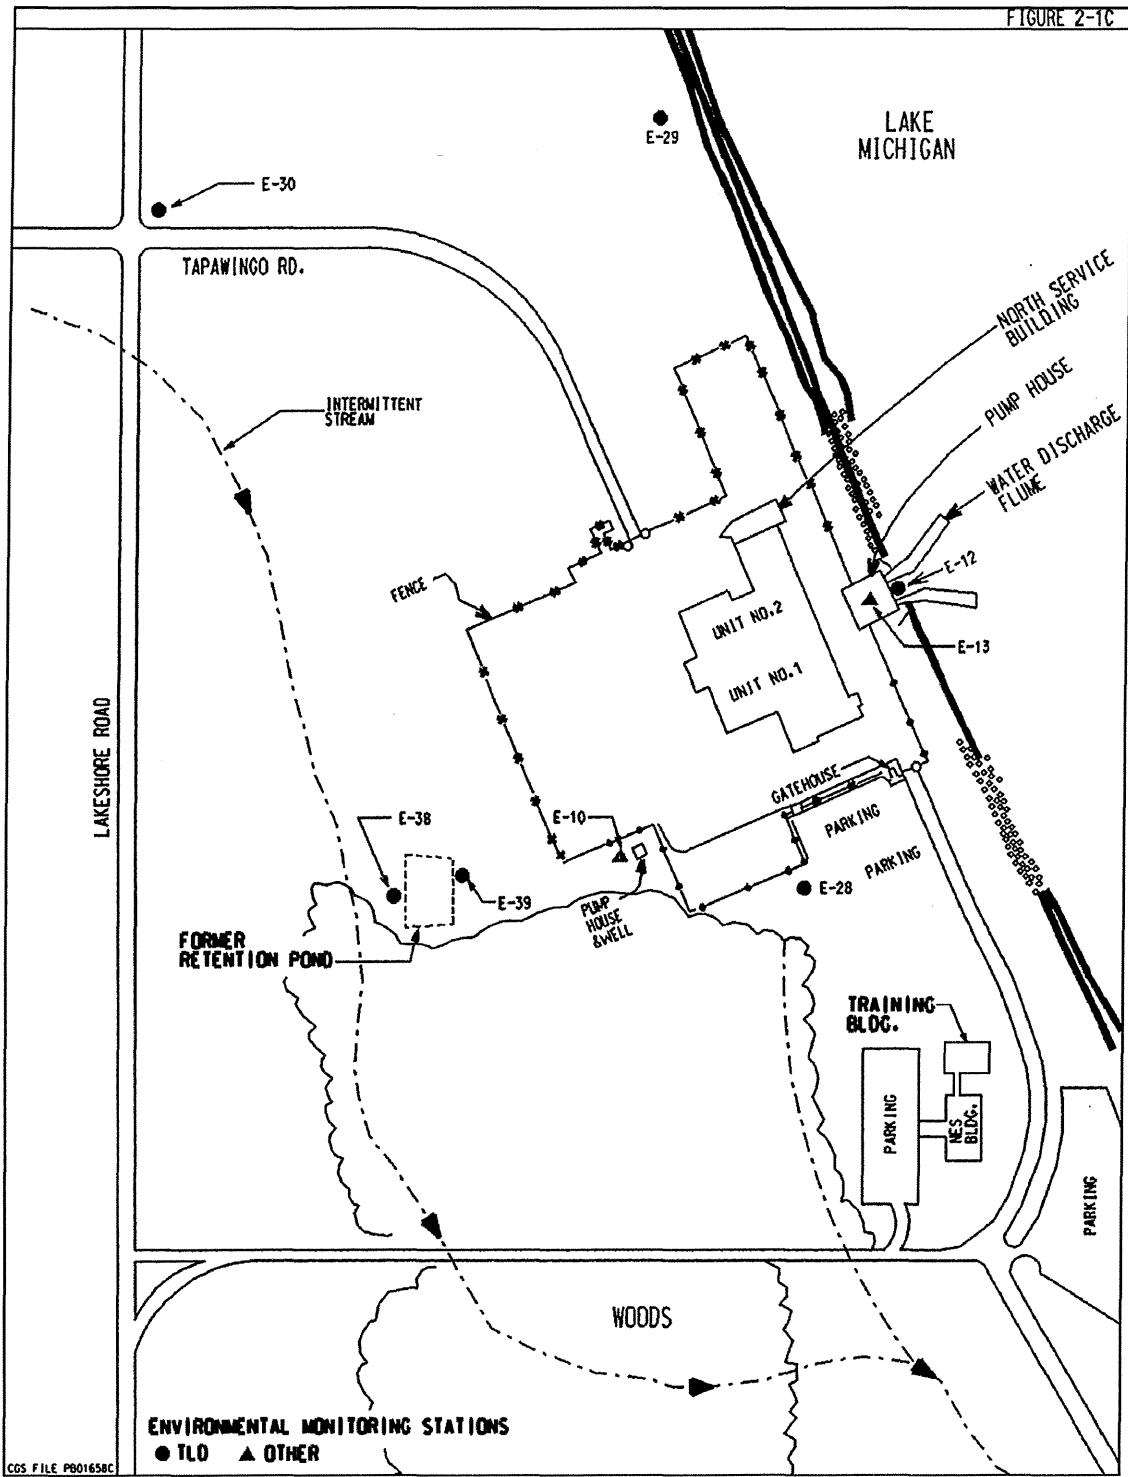 FIGURE 2-1C
LAKE
MICHIGAN
E-29
E-30
TAPAWINGO RD.
NORTH SERVICE
BUILDING
PUMP HOUSE
WATER DISCHARGE
FLUME
INTERMITTENT
STREAM
E-12
FENCE
UNIT NO.2
E-13
UNIT NO.1
LAKESHORE ROAD
GATEHOUSE
PARKING
PARKING
E-38
E-10
E-28
E-39
PUMP
HOUSE
&WELL
FORMER
RETENTION POND
TRAINING
BLDG.
PARKING
NES
BLDG.
PARKING
WOODS
ENVIRONMENTAL MONITORING STATIONS
TLD OTHER
CGS FILE PB01658C